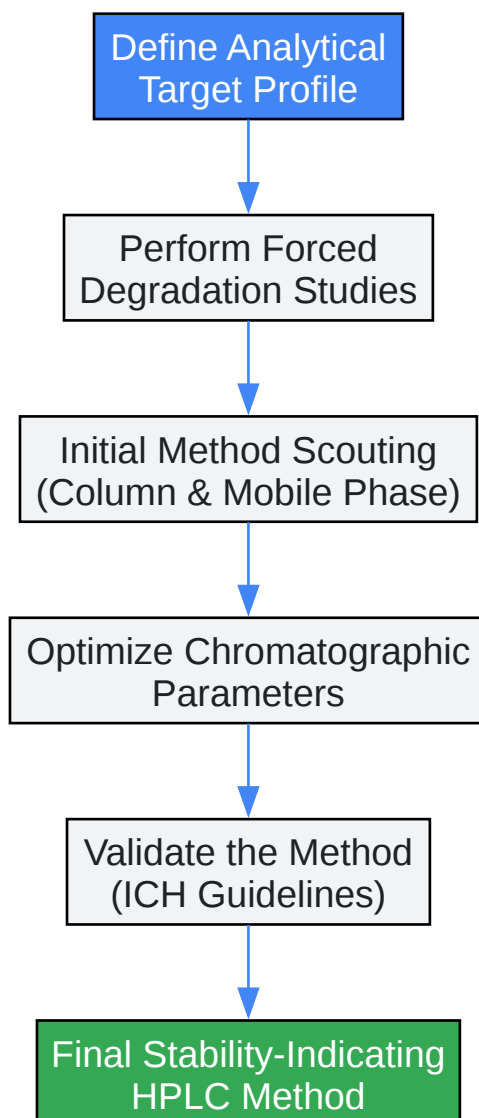 Define Analytical
Target Profile
Perform Forced
Degradation Studies
Initial Method Scouting
(Column & Mobile Phase)
Optimize Chromatographic
Parameters
Validate the Method
(ICH Guidelines)
Final Stability-Indicating
HPLC Method